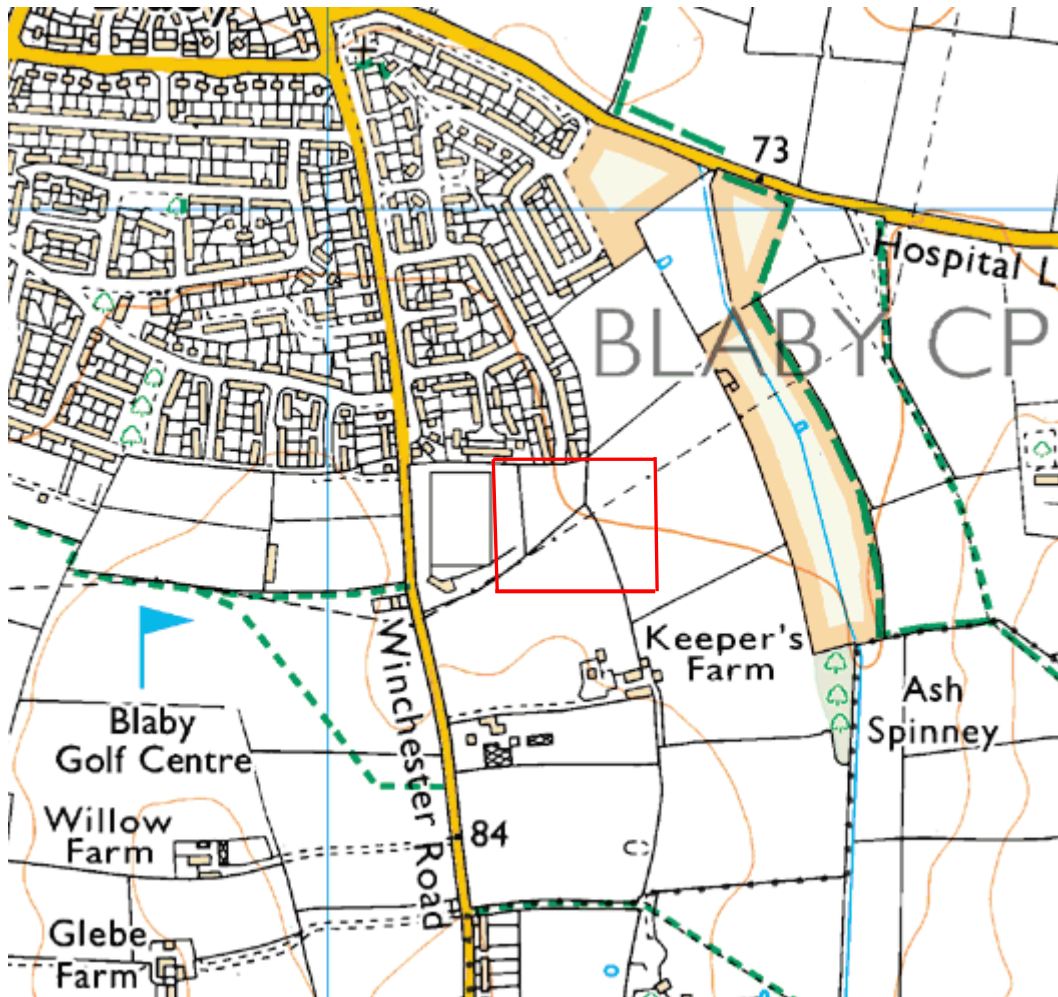 73
Hospital L
BLABY CP
Winchester Road
Keeper's
Farm
Ash
Spinney
Blaby
Golf Centre
Willow
Farm
84
Glebe
Farm